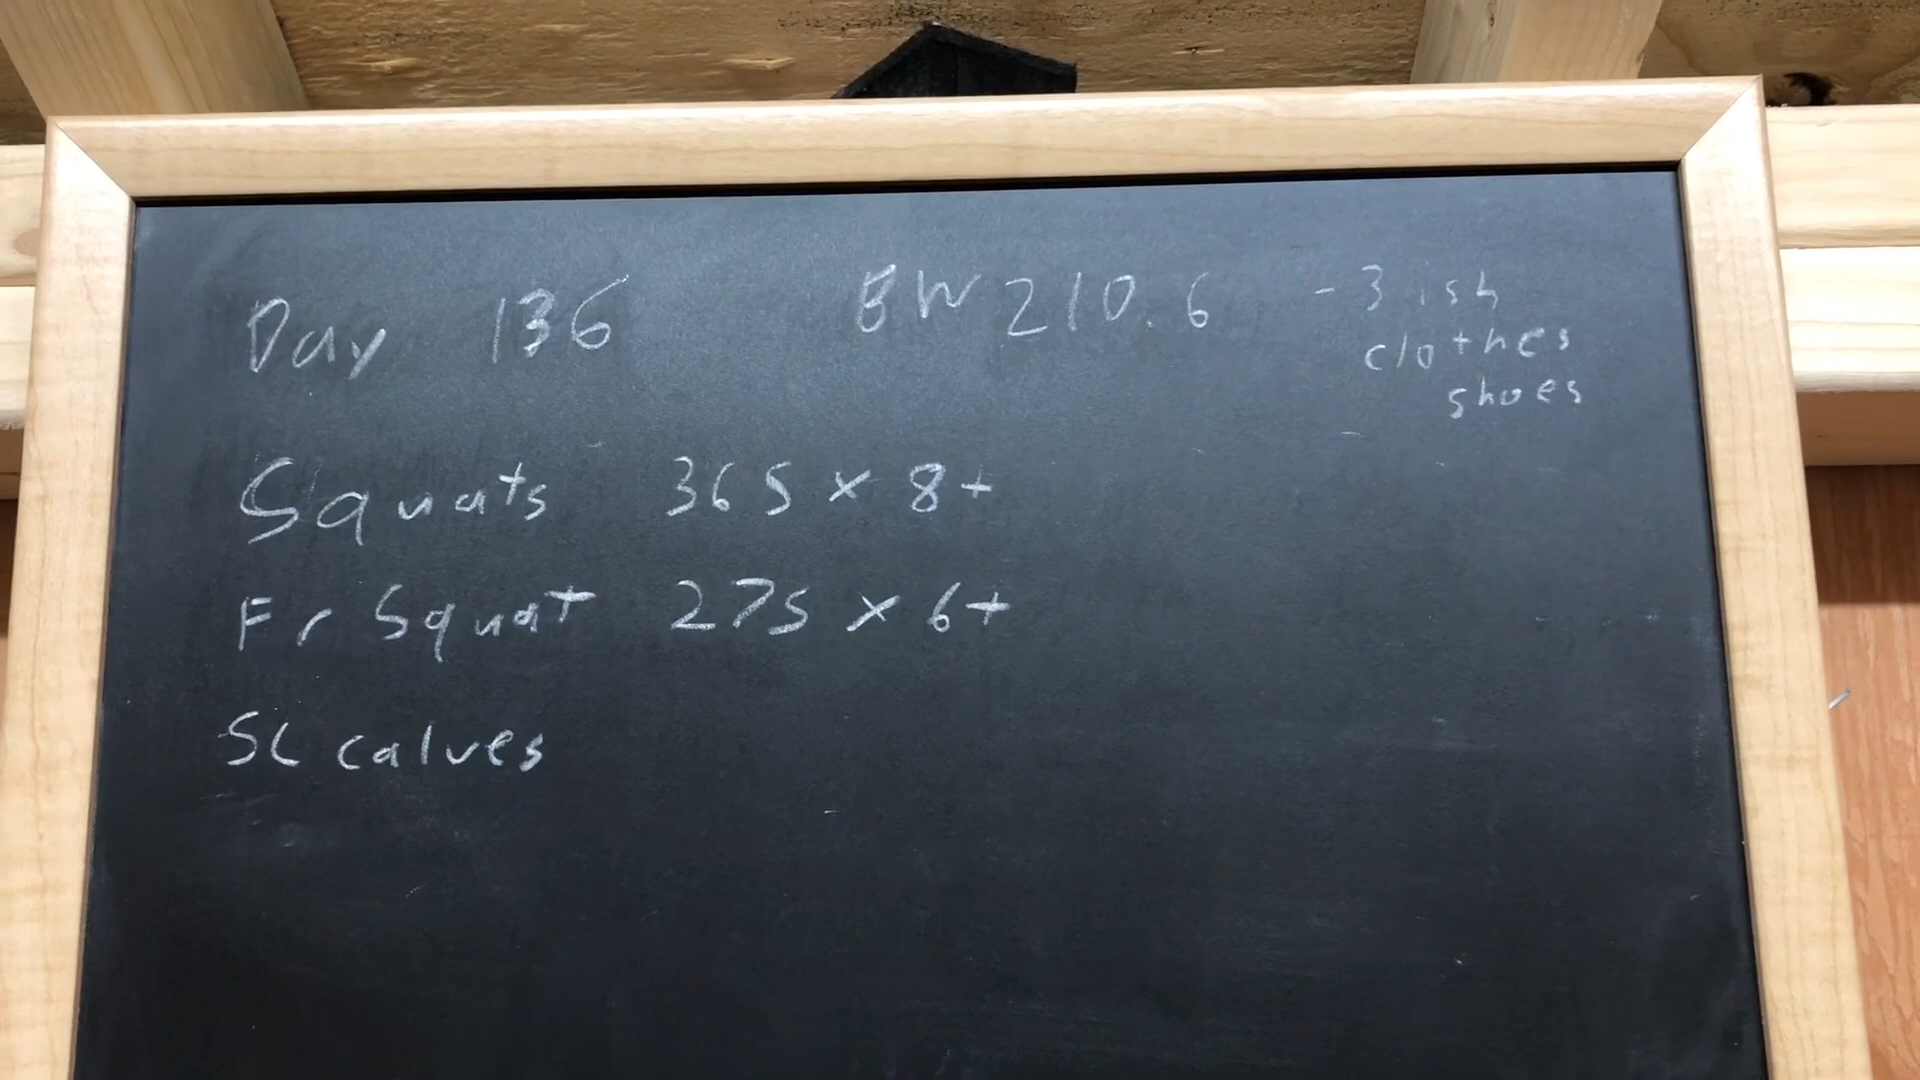 Day 136 BW 210.6 - 3 ish
clothes
shoes
Squats 365 x 8+
Fr Squat 275 x 6+
SL calves